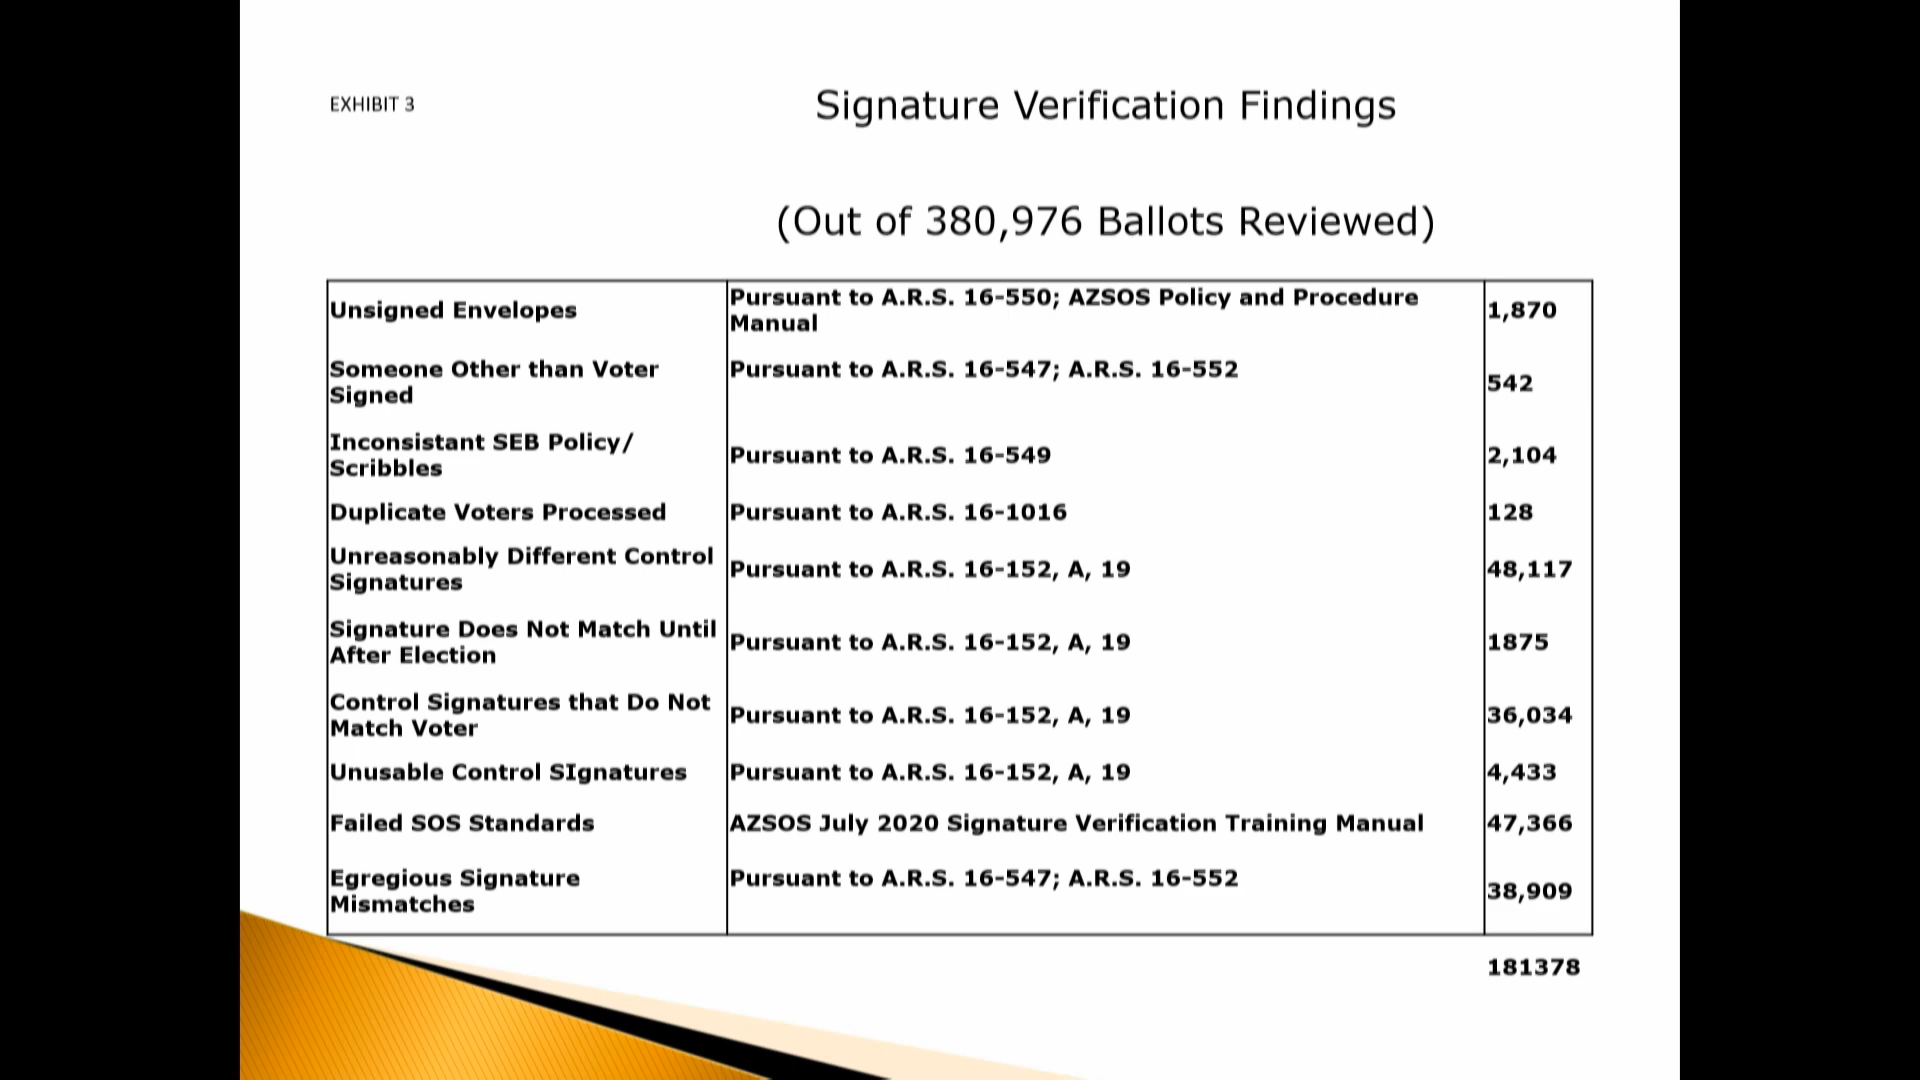 EXHIBIT 3
Signature Verification Findings
(Out of 380,976 Ballots Reviewed)
Unsigned Envelopes
Pursuant to A.R.S. 16-550; AZSOS Policy and Procedure
Manual
1,870
Someone Other than Voter
Signed
Pursuant to A.R.S. 16-547; A.R.S. 16-552
542
Inconsistant SEB Policy/
Scribbles
Pursuant to A.R.S. 16-549
2,104
Duplicate Voters Processed
Pursuant to A.R.S. 16-1016
128
Unreasonably Different Control
Signatures
Pursuant to A.R.S. 16-152, A, 19
48,117
Signature Does Not Match Until
After Election
Pursuant to A.R.S. 16-152, A, 19
1875
Control Signatures that Do Not
Match Voter
Pursuant to A.R.S. 16-152, A, 19
36,034
Unusable Control SIgnatures
Pursuant to A.R.S. 16-152, A, 19
4,433
Failed SOS Standards
AZSOS July 2020 Signature Verification Training Manual
47,366
Egregious Signature
Mismatches
Pursuant to A.R.S. 16-547; A.R.S. 16-552
38,909
181378